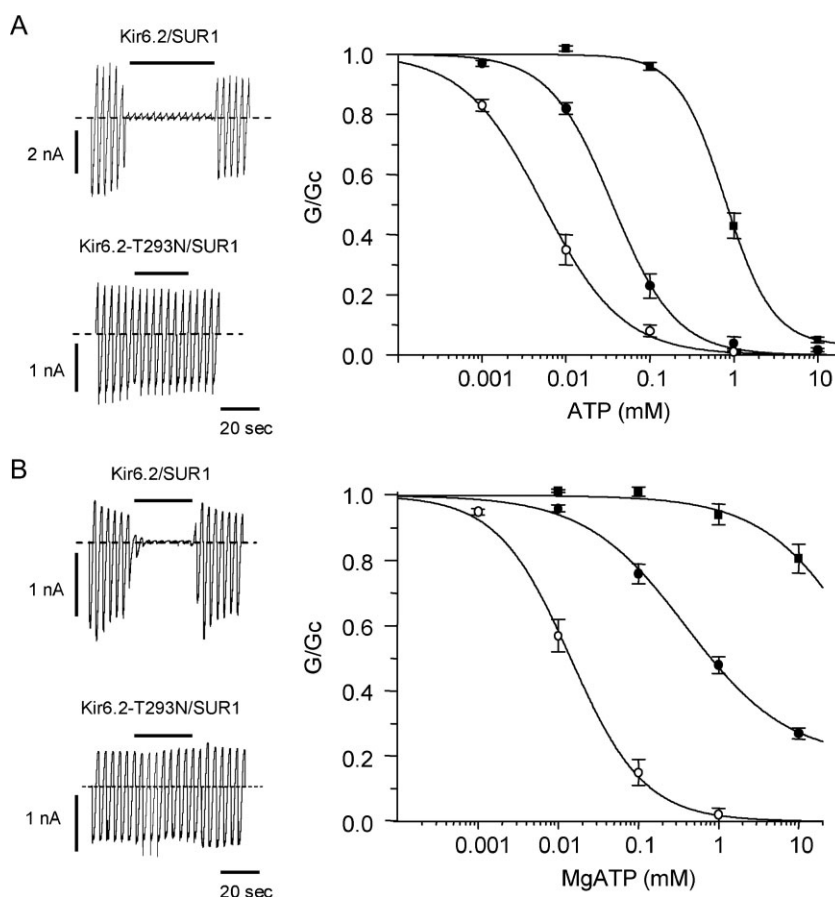 A
Kir6.2/SUR1
2 nA
Kir6.2-T293N/SUR1
1 nA
20 sec
G/Gc
1.0
0.8
0.6
0.4
0.2
0.0
0.001 0.01 0.1 1 10
ATP (mM)
B
Kir6.2/SUR1
1 nA
Kir6.2-T293N/SUR1
1 nA
20 sec
G/Gc
1.0
0.8
0.6
0.4
0.2
0.0
0.001 0.01 0.1 1 10
MgATP (mM)